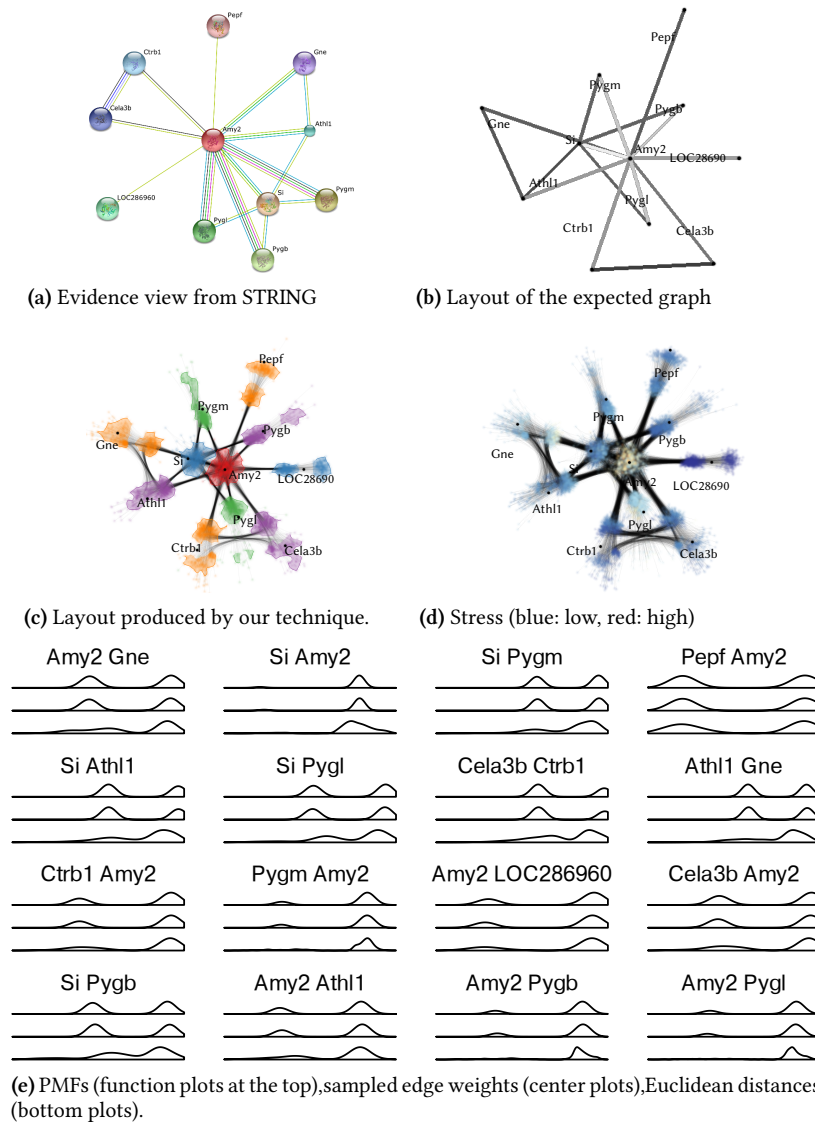 Pepf
Ctrb1
Gne
Cela3b
Amy2
Athl1
LOC286960
Si
Pygm
Pygl
Pygb
(a) Evidence view from STRING
Pepf
Pygm
Gne
Pygb
Si
Amy2
LOC28690
Athl1
Pygl
Ctrb1
Cela3b
(b) Layout of the expected graph
Pepf
Pygm
Gne
Pygb
Si
Amy2
LOC28690
Athl1
Pygl
Ctrb1
Cela3b
(c) Layout produced by our technique.
Pepf
Pygm
Pygb
Gne
Si
Amy2
LOC28690
Athl1
Pygl
Ctrb1
Cela3b
(d) Stress (blue: low, red: high)
Amy2 Gne
Si Amy2
Si Pygm
Pepf Amy2
Si Athl1
Si Pygl
Cela3b Ctrb1
Athl1 Gne
Ctrb1 Amy2
Pygm Amy2
Amy2 LOC286960
Cela3b Amy2
Si Pygb
Amy2 Athl1
Amy2 Pygb
Amy2 Pygl
(e) PMFs (function plots at the top),sampled edge weights (center plots),Euclidean distances
(bottom plots).